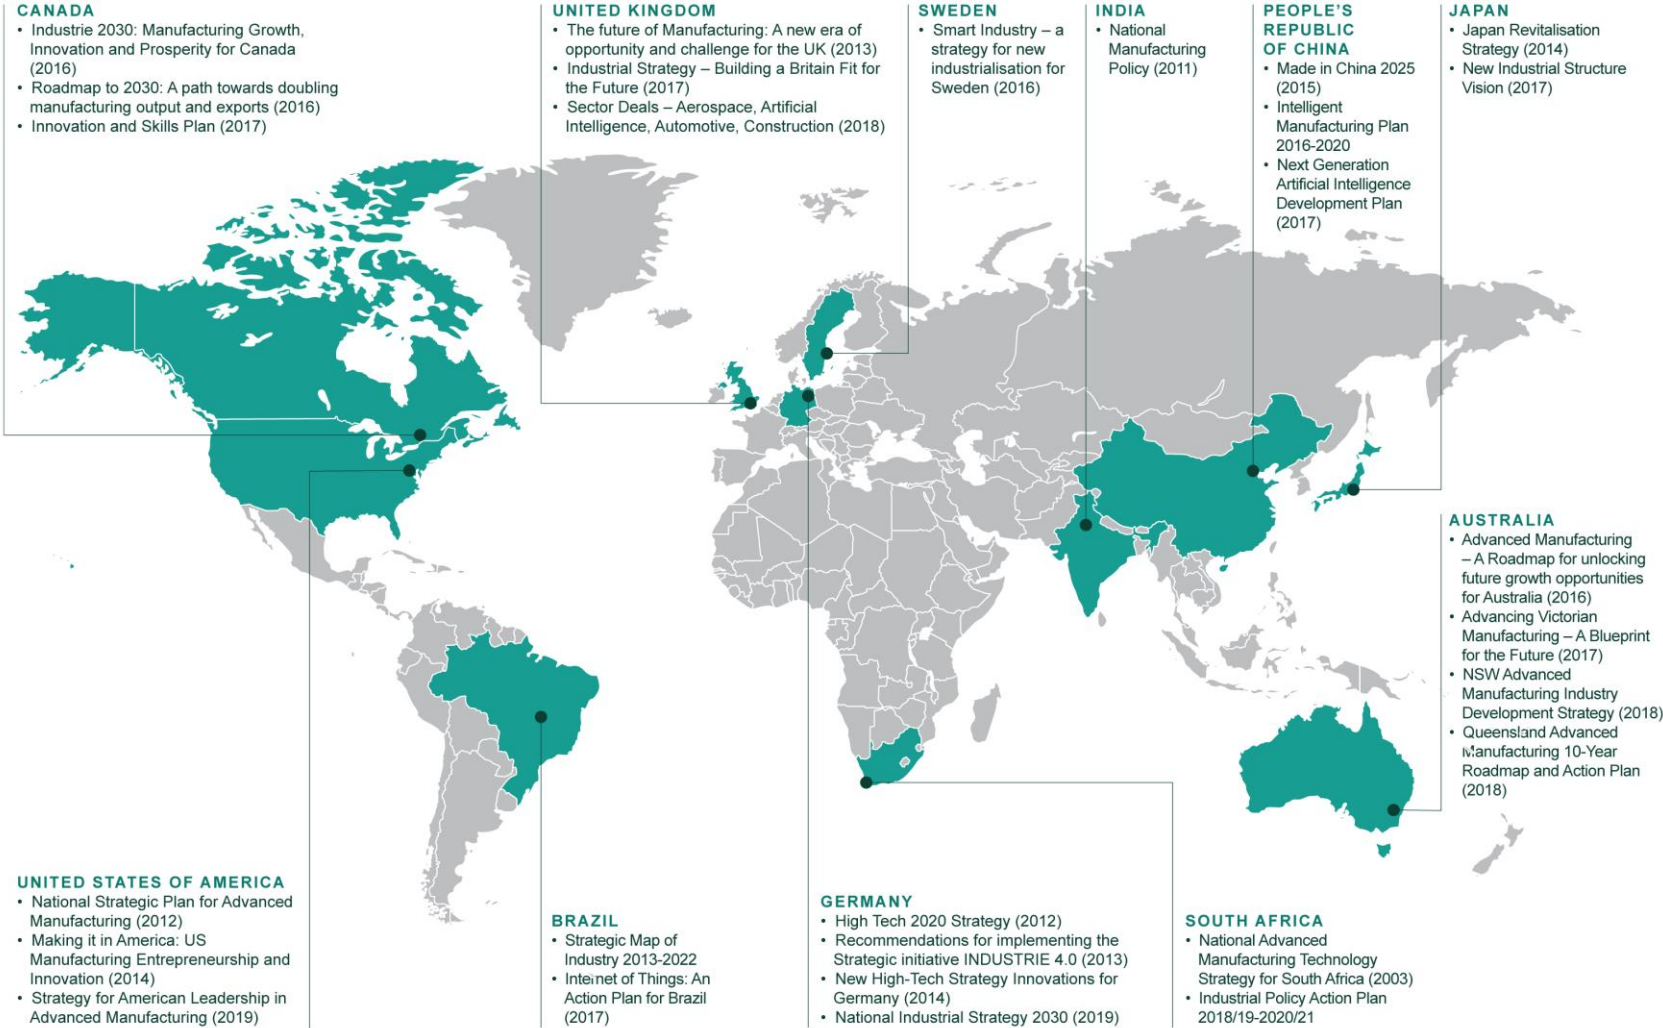 CANADA
• Industrie 2030: Manufacturing Growth,
Innovation and Prosperity for Canada
(2016)
• Roadmap to 2030: A path towards doubling
manufacturing output and exports (2016)
• Innovation and Skills Plan (2017)
UNITED KINGDOM
• The future of Manufacturing: A new era of
opportunity and challenge for the UK (2013)
• Industrial Strategy – Building a Britain Fit for
the Future (2017)
• Sector Deals – Aerospace, Artificial
Intelligence, Automotive, Construction (2018)
SWEDEN
• Smart Industry – a
strategy for new
industrialisation for
Sweden (2016)
INDIA
• National
Manufacturing
Policy (2011)
PEOPLE'S
REPUBLIC
OF CHINA
• Made in China 2025
(2015)
• Intelligent
Manufacturing Plan
2016-2020
• Next Generation
Artificial Intelligence
Development Plan
(2017)
JAPAN
• Japan Revitalisation
Strategy (2014)
• New Industrial Structure
Vision (2017)
AUSTRALIA
• Advanced Manufacturing
– A Roadmap for unlocking
future growth opportunities
for Australia (2016)
• Advancing Victorian
Manufacturing – A Blueprint
for the Future (2017)
• NSW Advanced
Manufacturing Industry
Development Strategy (2018)
• Queensland Advanced
Manufacturing 10-Year
Roadmap and Action Plan
(2018)
UNITED STATES OF AMERICA
• National Strategic Plan for Advanced
Manufacturing (2012)
• Making it in America: US
Manufacturing Entrepreneurship and
Innovation (2014)
• Strategy for American Leadership in
Advanced Manufacturing (2019)
BRAZIL
• Strategic Map of
Industry 2013-2022
• Internet of Things: An
Action Plan for Brazil
(2017)
GERMANY
• High Tech 2020 Strategy (2012)
• Recommendations for implementing the
Strategic initiative INDUSTRIE 4.0 (2013)
• New High-Tech Strategy Innovations for
Germany (2014)
• National Industrial Strategy 2030 (2019)
SOUTH AFRICA
• National Advanced
Manufacturing Technology
Strategy for South Africa (2003)
• Industrial Policy Action Plan
2018/19-2020/21